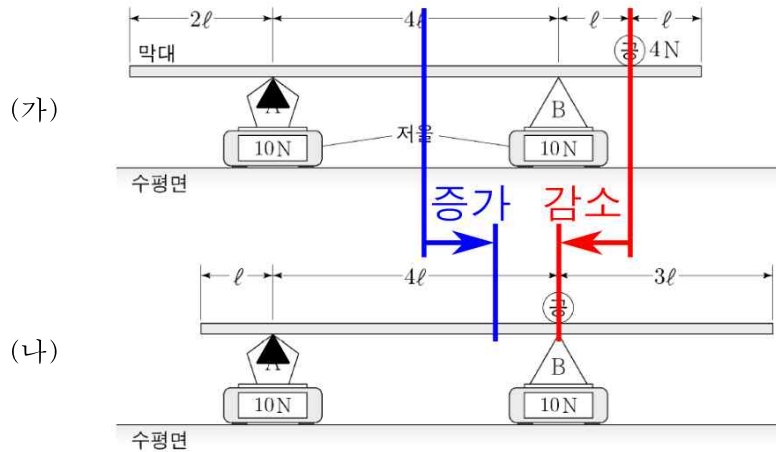 2ℓ 4ℓ ℓ ℓ
막대 공 4N
(가) A B
10N 저울 10N
수평면
증가 감소
ℓ 4ℓ 3ℓ
공
(나) A B
10N 10N
수평면